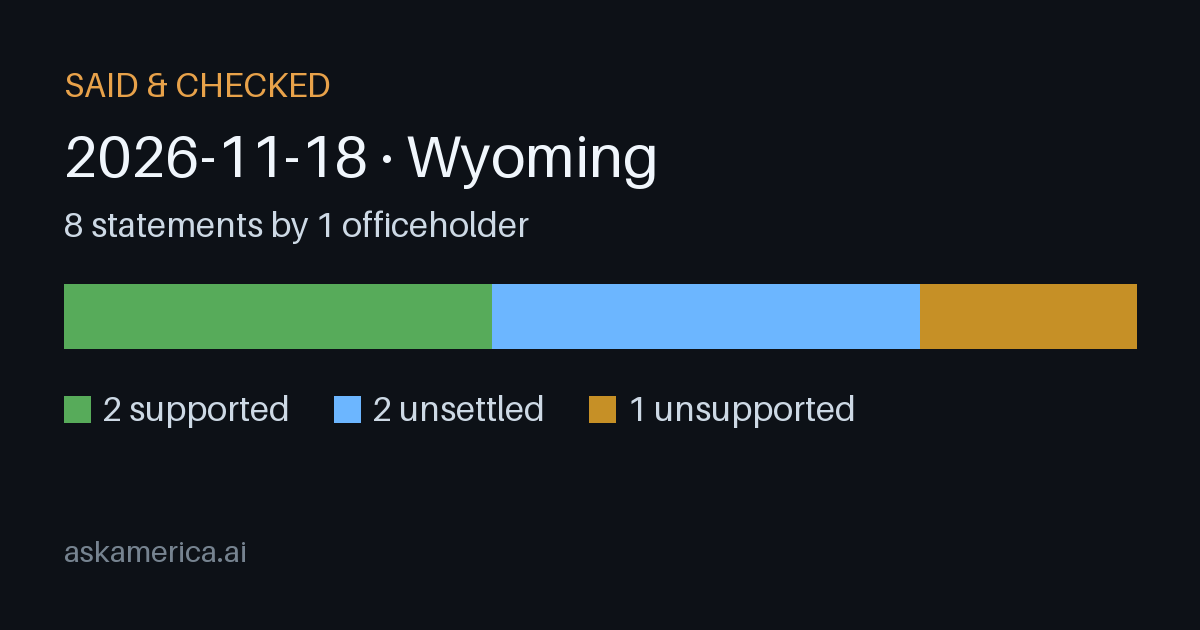 SAID & CHECKED
2026-11-18 · Wyoming
8 statements by 1 officeholder
2 supported 2 unsettled 1 unsupported
askamerica.ai